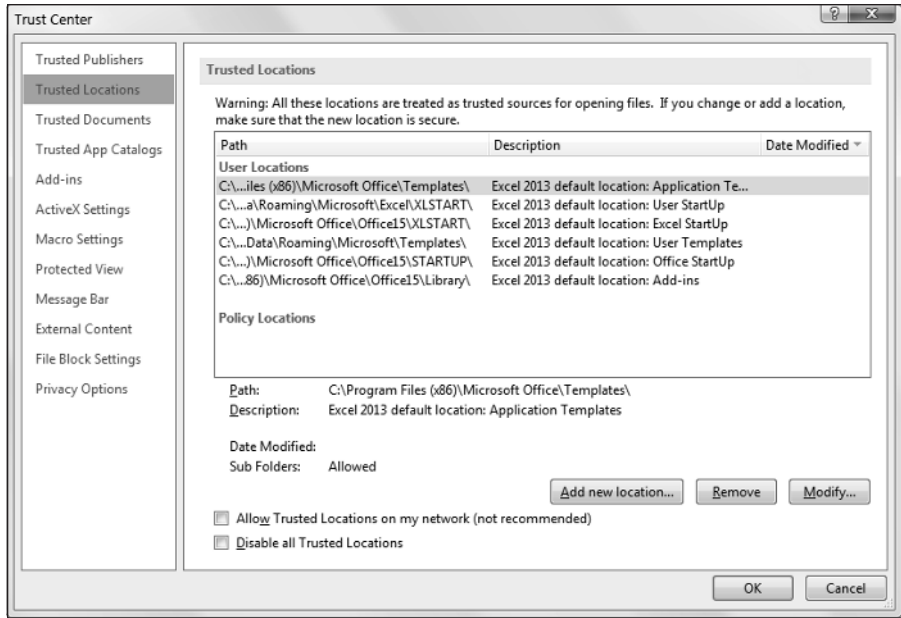 Trust Center
Trusted Publishers
Trusted Locations
Trusted Documents
Trusted App Catalogs
Add-ins
ActiveX Settings
Macro Settings
Protected View
Message Bar
External Content
File Block Settings
Privacy Options
Trusted Locations
Warning: All these locations are treated as trusted sources for opening files. If you change or add a location,
make sure that the new location is secure.
Path Description Date Modified
User Locations
C:\...iles (x86)\Microsoft Office\Templates\ Excel 2013 default location: Application Te...
C:\...a\Roaming\Microsoft\Excel\XLSTART\ Excel 2013 default location: User StartUp
C:\...)\Microsoft Office\Office15\XLSTART\ Excel 2013 default location: Excel StartUp
C:\...Data\Roaming\Microsoft\Templates\ Excel 2013 default location: User Templates
C:\...)\Microsoft Office\Office15\STARTUP\ Excel 2013 default location: Office StartUp
C:\...86)\Microsoft Office\Office15\Library\ Excel 2013 default location: Add-ins
Policy Locations
Path: C:\Program Files (x86)\Microsoft Office\Templates\
Description: Excel 2013 default location: Application Templates
Date Modified:
Sub Folders: Allowed
Add new location... Remove Modify...
Allow Trusted Locations on my network (not recommended)
Disable all Trusted Locations
OK Cancel